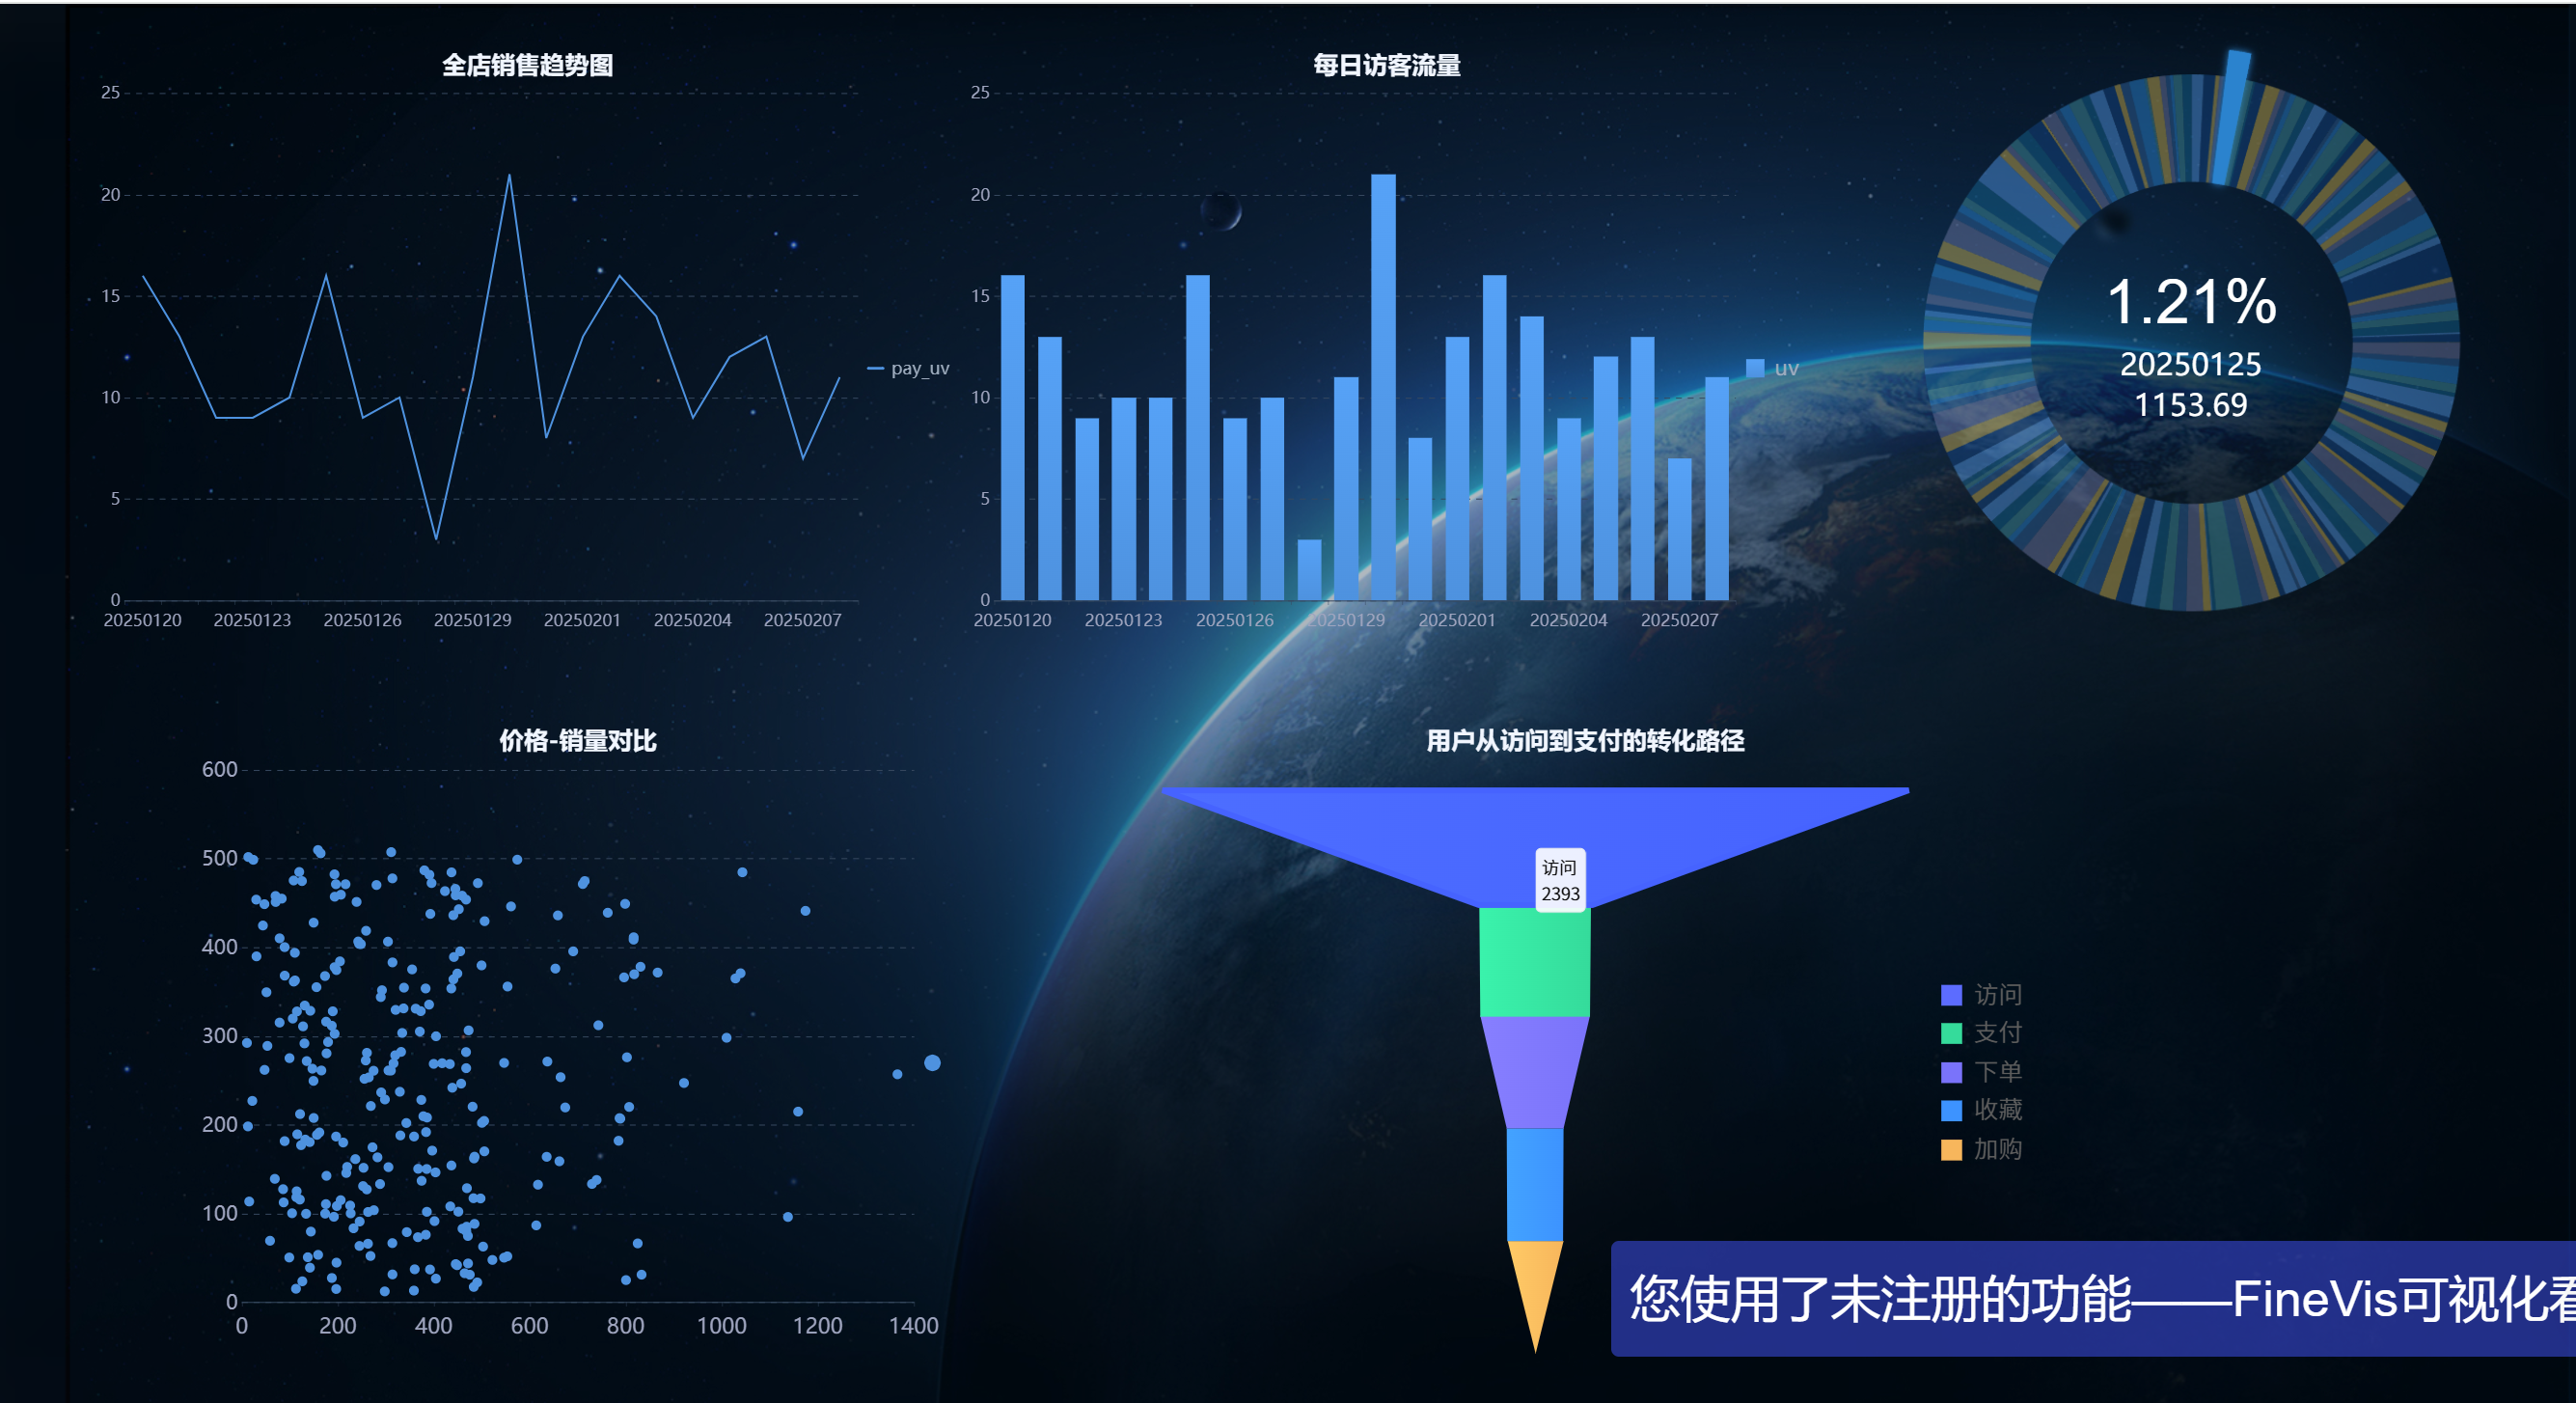 全店销售趋势图
25
20
15
10
5
0
20250120 20250123 20250126 20250129 20250201 20250204 20250207
pay_uv
每日访客流量
25
20
15
10
5
0
20250120 20250123 20250126 20250129 20250201 20250204 20250207
uv
1.21%
20250125
1153.69
价格-销量对比
600
500
400
300
200
100
0
0 200 400 600 800 1000 1200 1400
用户从访问到支付的转化路径
访问
2393
访问
支付
下单
收藏
加购
您使用了未注册的功能——FineVis可视化看